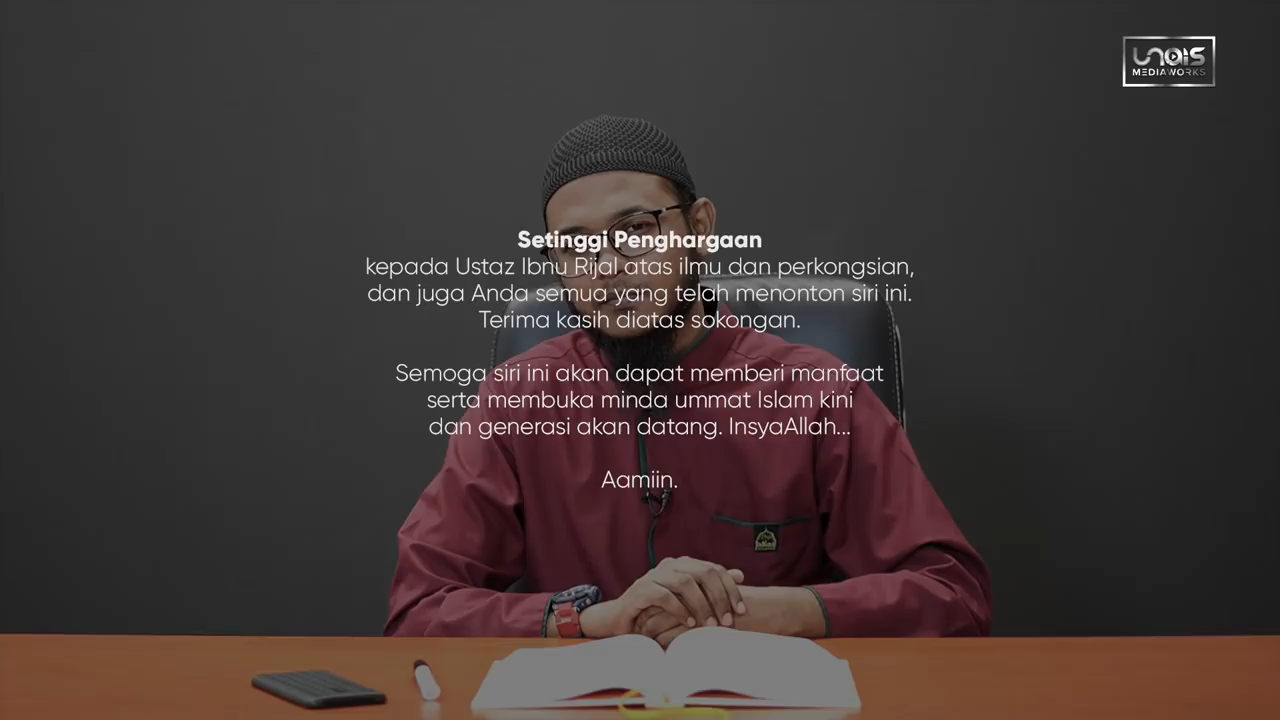 UNAIS
MEDIAWORKS
Setinggi Penghargaan
kepada Ustaz Ibnu Rijal atas ilmu dan perkongsian,
dan juga Anda semua yang telah menonton siri ini.
Terima kasih diatas sokongan.
Semoga siri ini akan dapat memberi manfaat
serta membuka minda ummat Islam kini
dan generasi akan datang. InsyaAllah...
Aamiin.